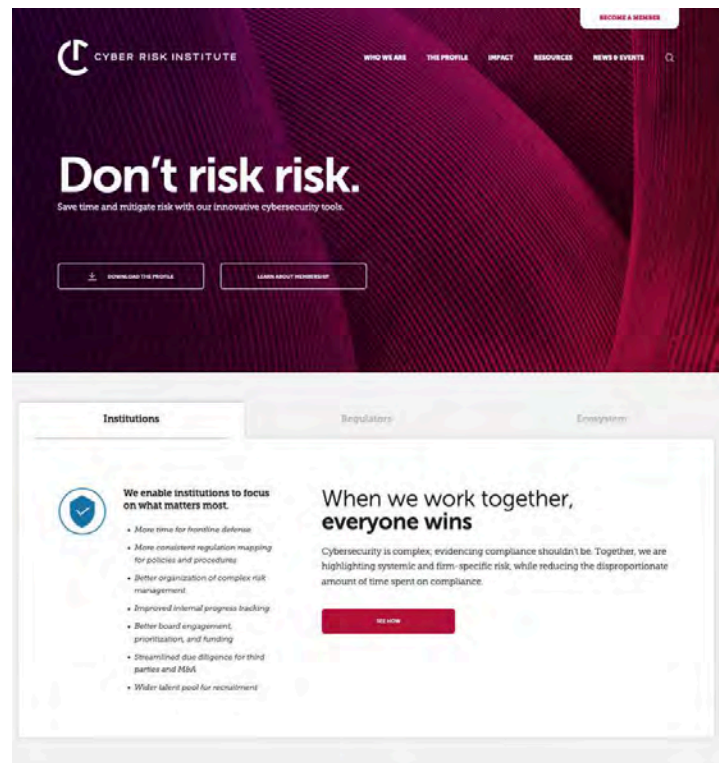 BECOME A MEMBER
CYBER RISK INSTITUTE
WHO WE ARE THE PROFILE IMPACT RESOURCES NEWS & EVENTS
Don't risk risk.
Save time and mitigate risk with our innovative cybersecurity tools.
DOWNLOAD THE PROFILE LEARN ABOUT MEMBERSHIP
Institutions Regulators Ecosystem
We enable institutions to focus
on what matters most.
• More time for frontline defense
• More consistent regulation mapping
for policies and procedures
• Better organization of complex risk
management
• Improved internal progress tracking
• Better board engagement,
prioritization, and funding
• Streamlined due diligence for third
parties and M&A
• Wider talent pool for recruitment
When we work together,
everyone wins
Cybersecurity is complex; evidencing compliance shouldn't be. Together, we are
highlighting systemic and firm-specific risk, while reducing the disproportionate
amount of time spent on compliance.
SEE HOW